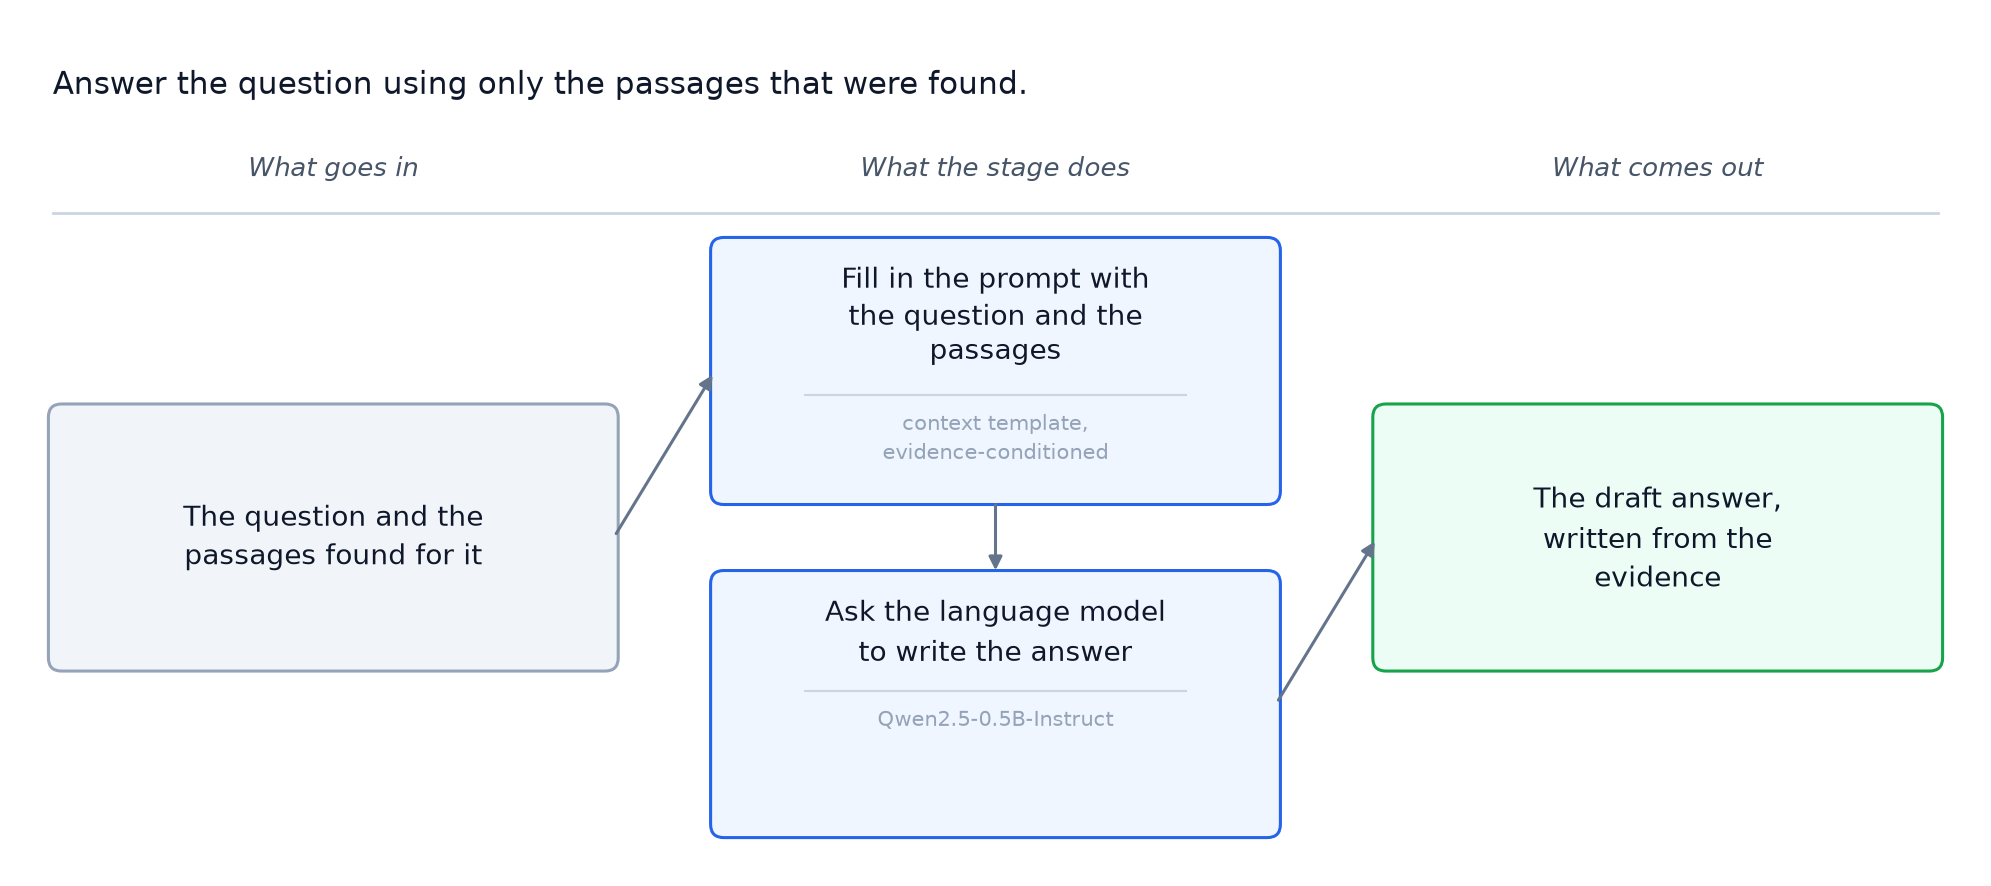 Answer the question using only the passages that were found.
What goes in
What the stage does
What comes out
The question and the
passages found for it
Fill in the prompt with
the question and the
passages
context template,
evidence-conditioned
Ask the language model
to write the answer
Qwen2.5-0.5B-Instruct
The draft answer,
written from the
evidence